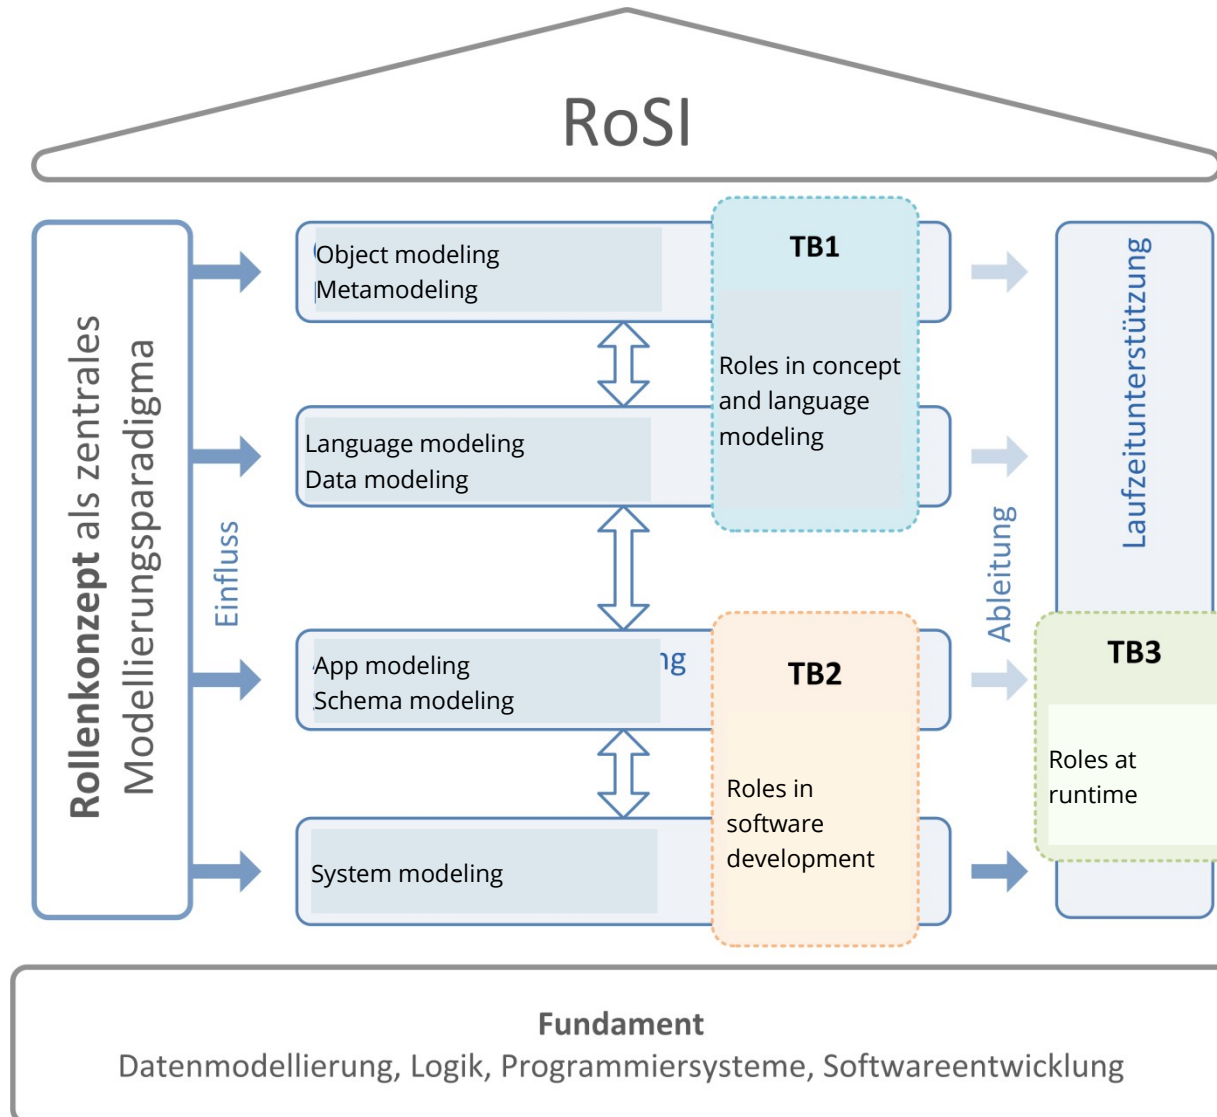 RoSI
Rollenkonzept als zentrales
Modellierungsparadigma
Einfluss
Object modeling
Metamodeling
Language modeling
Data modeling
App modeling
Schema modeling
System modeling
TB1
Roles in concept
and language
modeling
TB2
Roles in
software
development
Ableitung
Laufzeitunterstützung
TB3
Roles at
runtime
Fundament
Datenmodellierung, Logik, Programmiersysteme, Softwareentwicklung